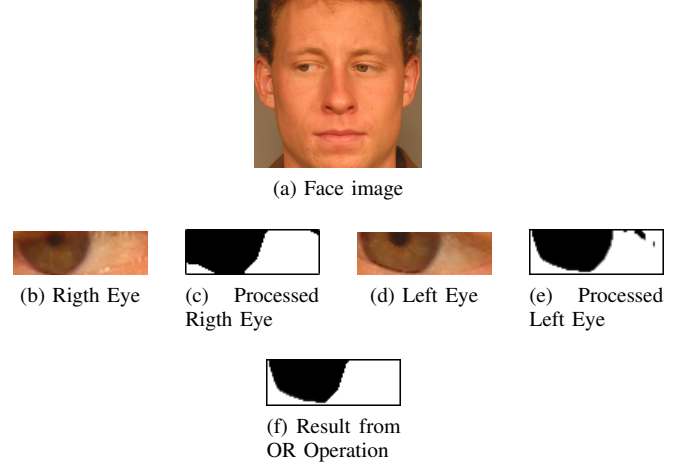 (a) Face image
(b) Rigth Eye
(c) Processed
Rigth Eye
(d) Left Eye
(e) Processed
Left Eye
(f) Result from
OR Operation